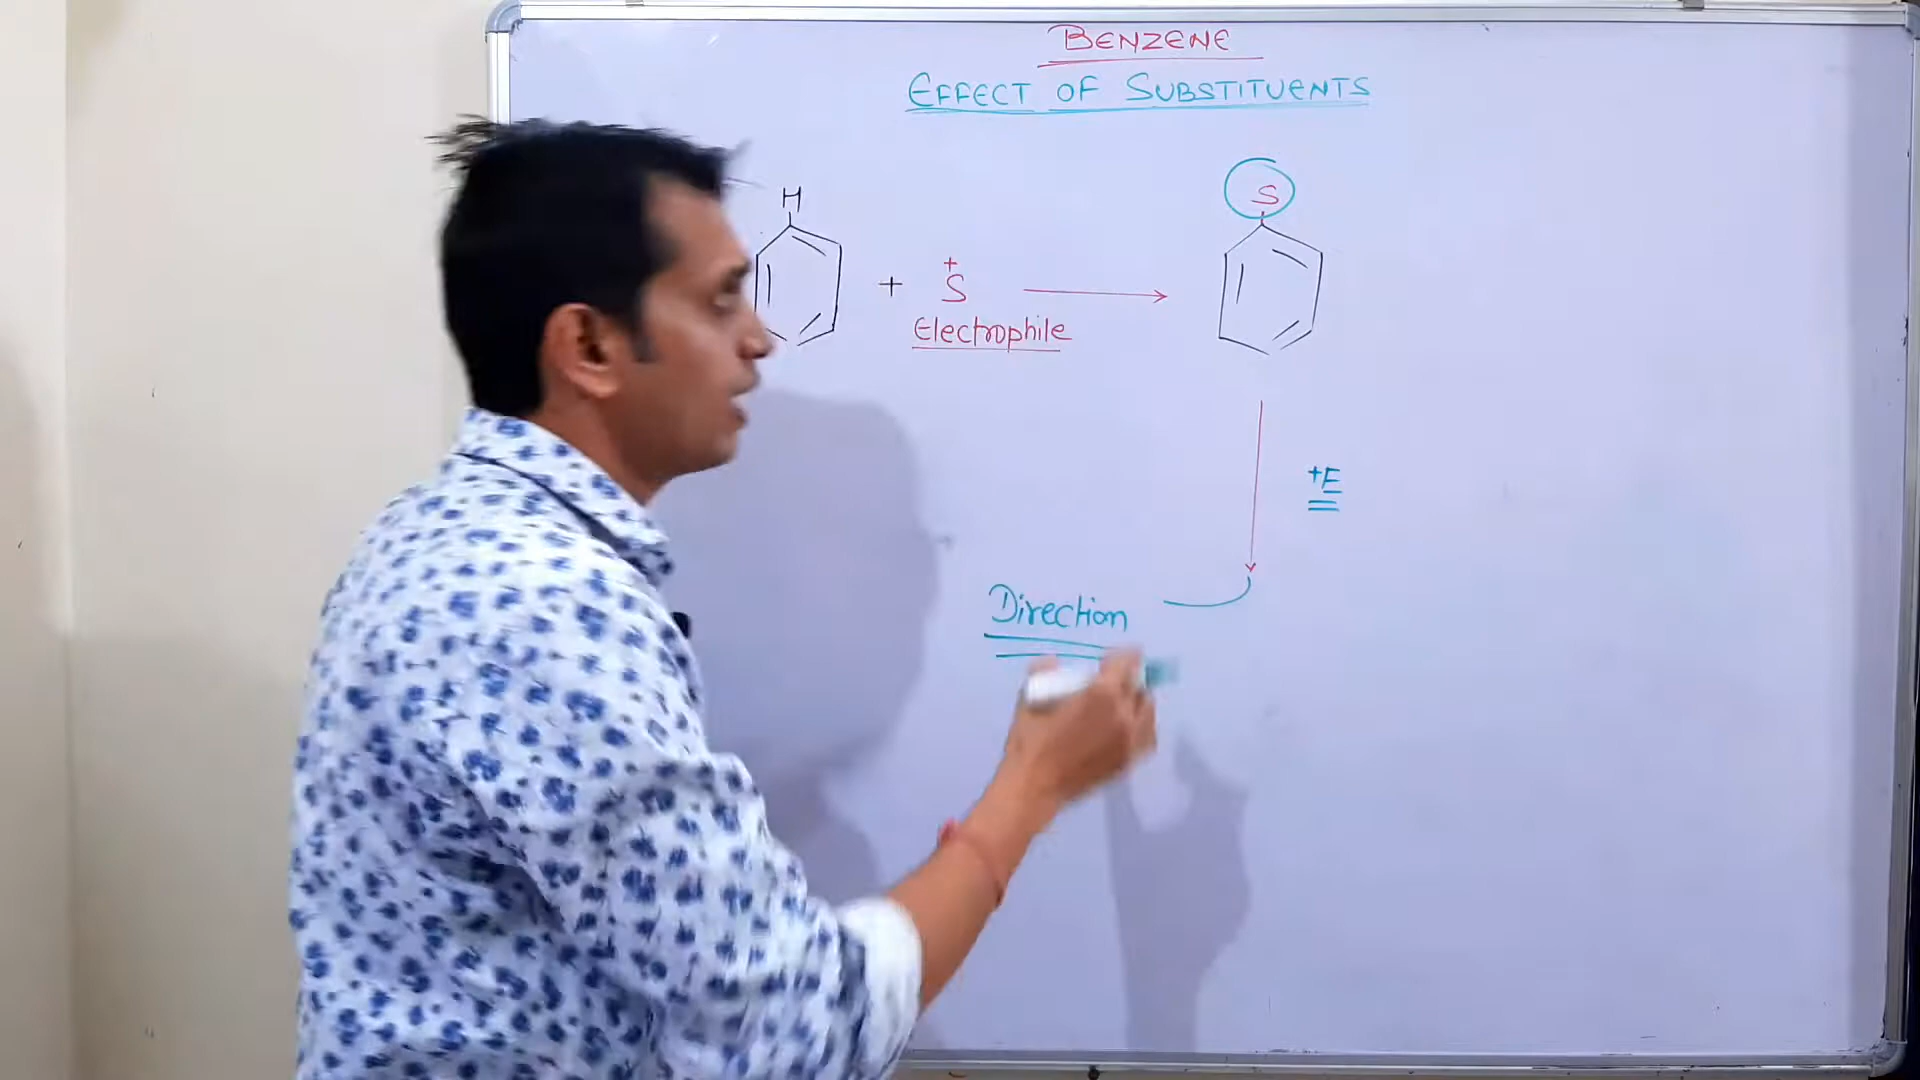 BENZENE
EFFECT OF SUBSTITUENTS
H
S
+ S+
Electrophile
+E
Direction